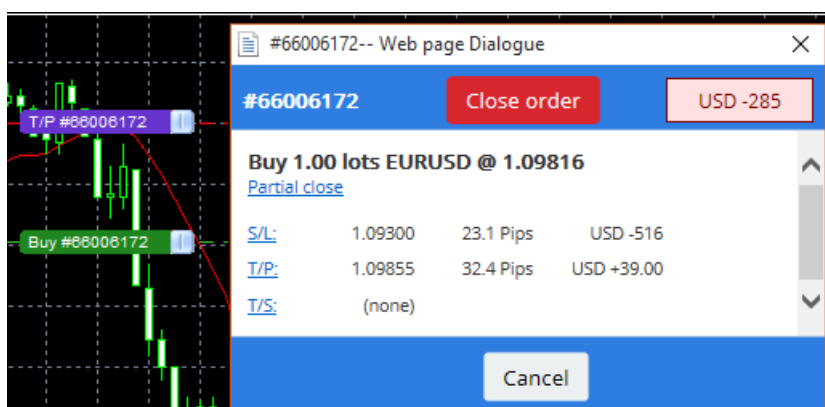 #66006172-- Web page Dialogue
#66006172 Close order USD -285
T/P #66006172
Buy 1.00 lots EURUSD @ 1.09816
Partial close
Buy #66006172
S/L: 1.09300 23.1 Pips USD -516
T/P: 1.09855 32.4 Pips USD +39.00
T/S: (none)
Cancel